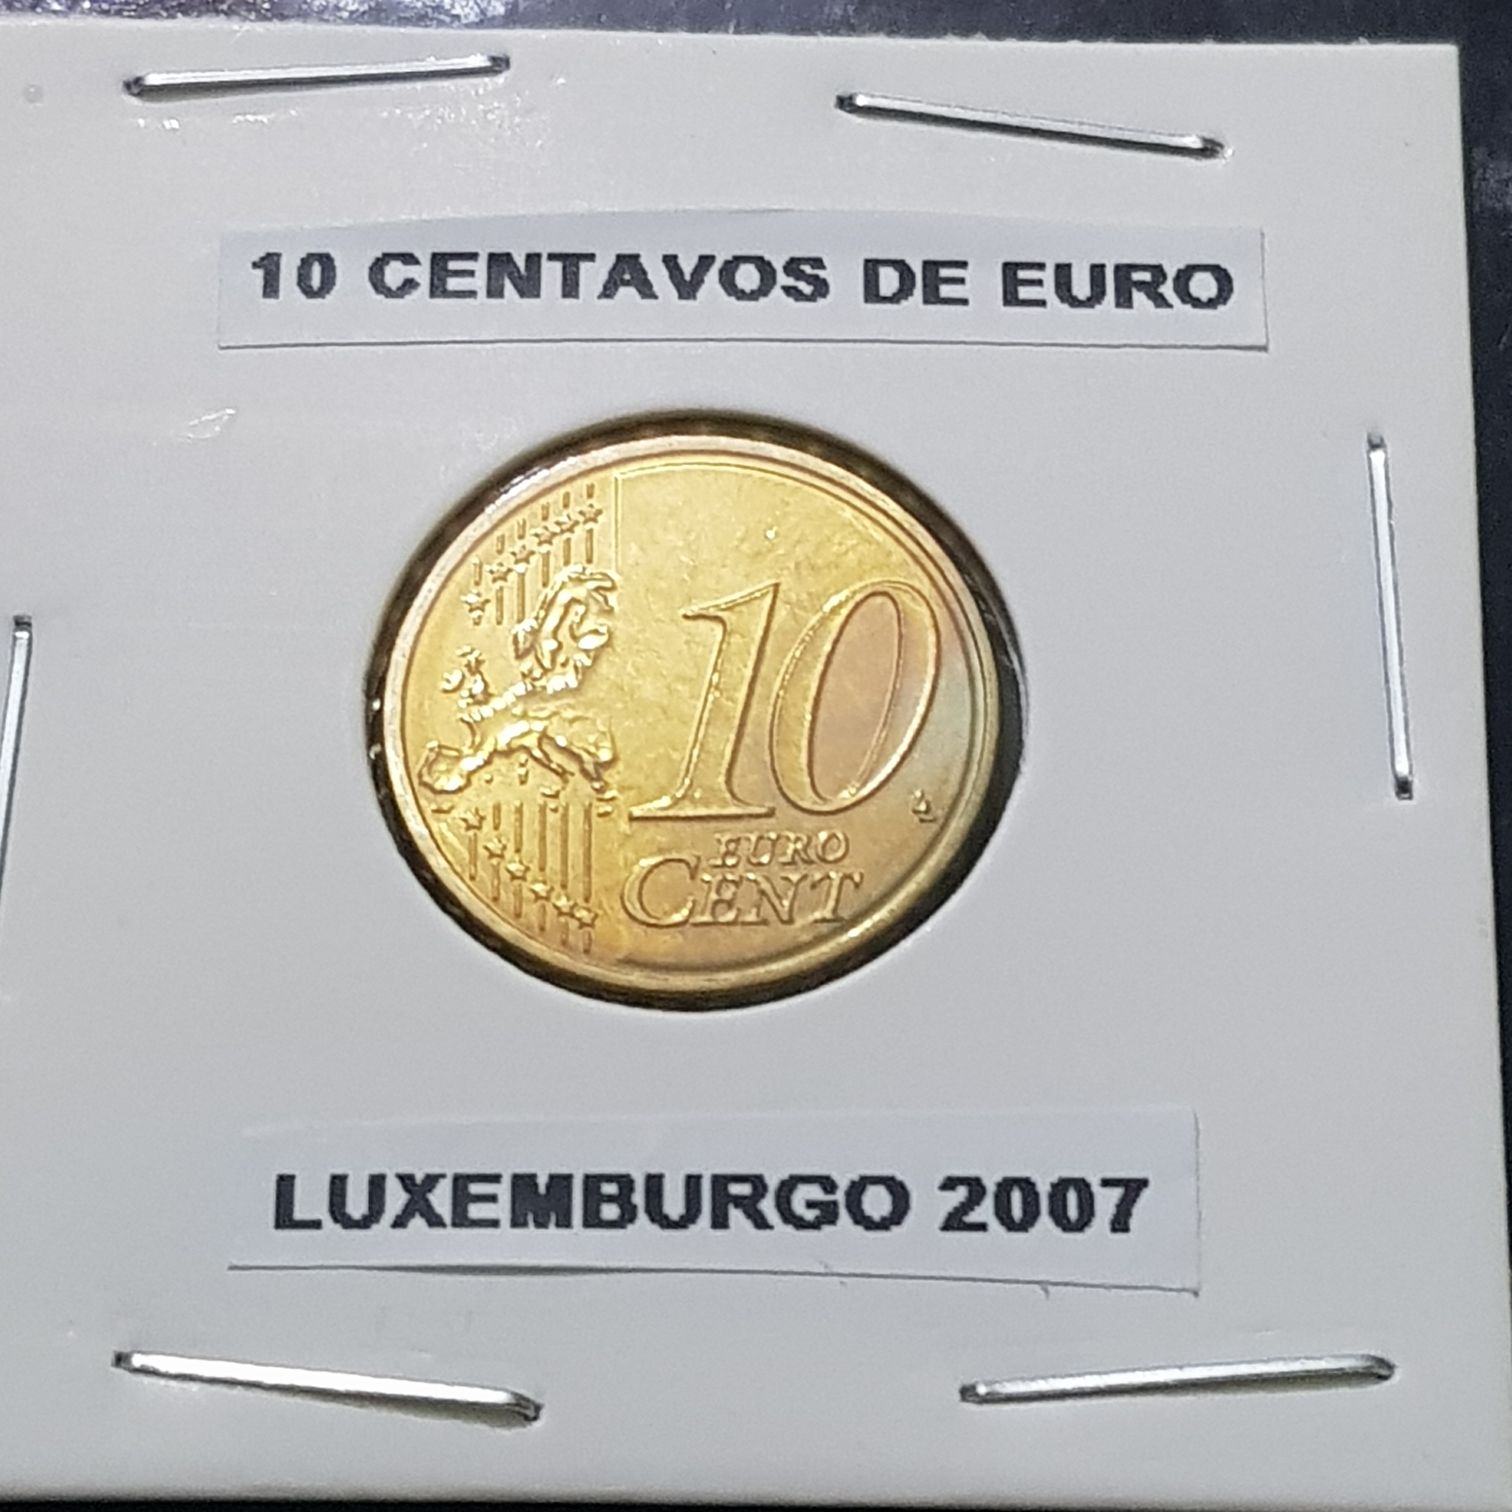 10 CENTAVOS DE EURO
10
EURO
CENT
LUXEMBURGO 2007